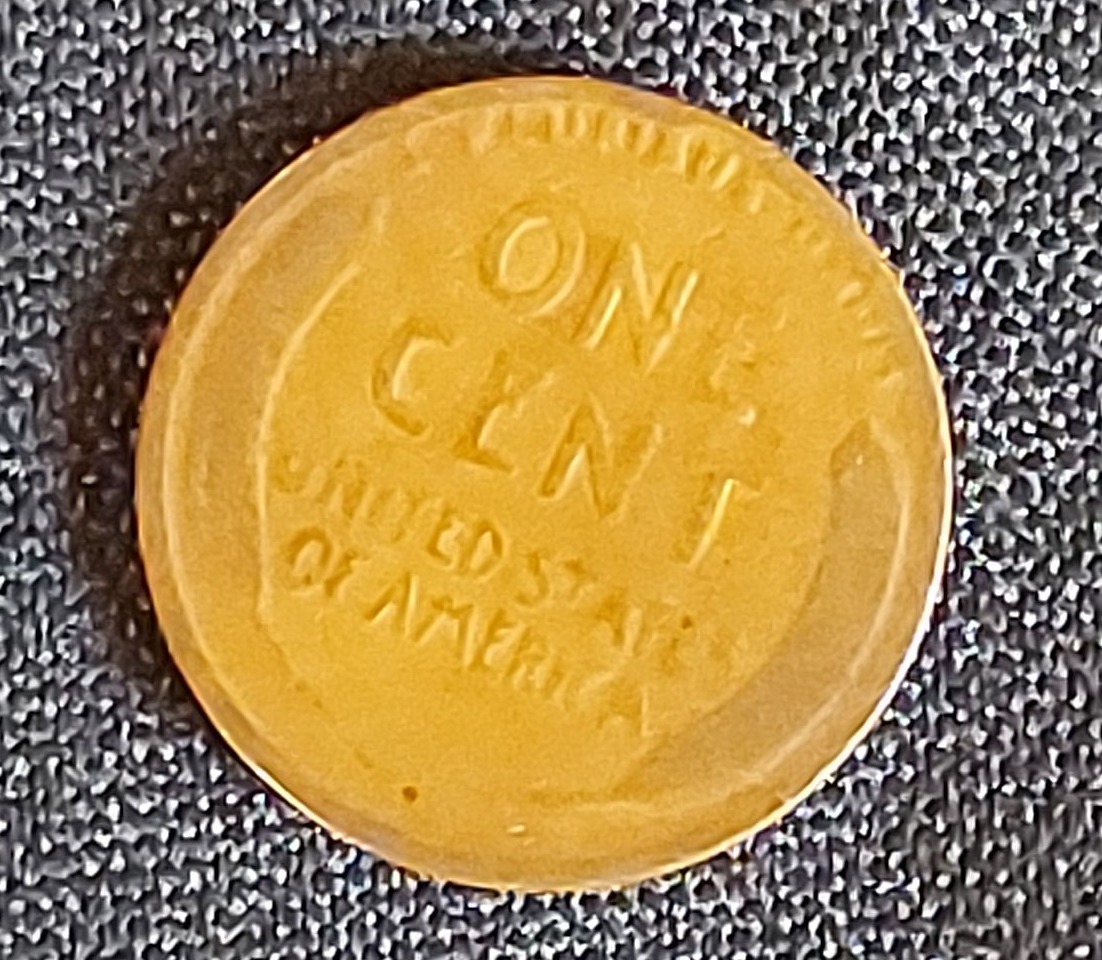 ONE
CENT
UNITED STATES
OF AMERICA